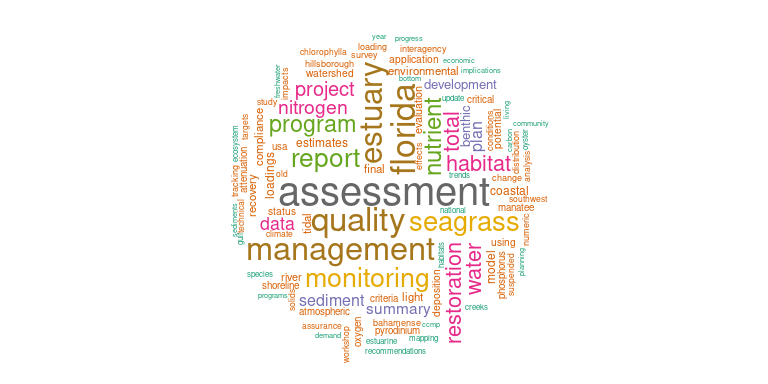 year
progress
chlorophylla
loading
survey
interagency
application
hillsborough
watershed
environmental
economic
implications
freshwater
impacts
project
estuary
florida
bottom
development
nitrogen
evaluation
update
critical
study
targets
program
nutrient
total
benthic
plan
conditions
potential
living
community
compliance
usa
estimates
report
effects
carbon
oyster
ecosystem
attenuation
loadings
final
habitat
distribution
analysis
tracking
recovery
old
assessment
trends
change
coastal
southwest
status
national
manatee
technical
sediments
gulf
data
tidal
quality
seagrass
numeric
climate
management
habitats
using
restoration
water
model
phosphorus
suspended
planning
species
river
shoreline
monitoring
deposition
programs
solids
sediment
criteria
light
atmospheric
summary
creeks
assurance
bahamense
ccmp
demand
oxygen
pyrodinium
mapping
workshop
estuarine
recommendations